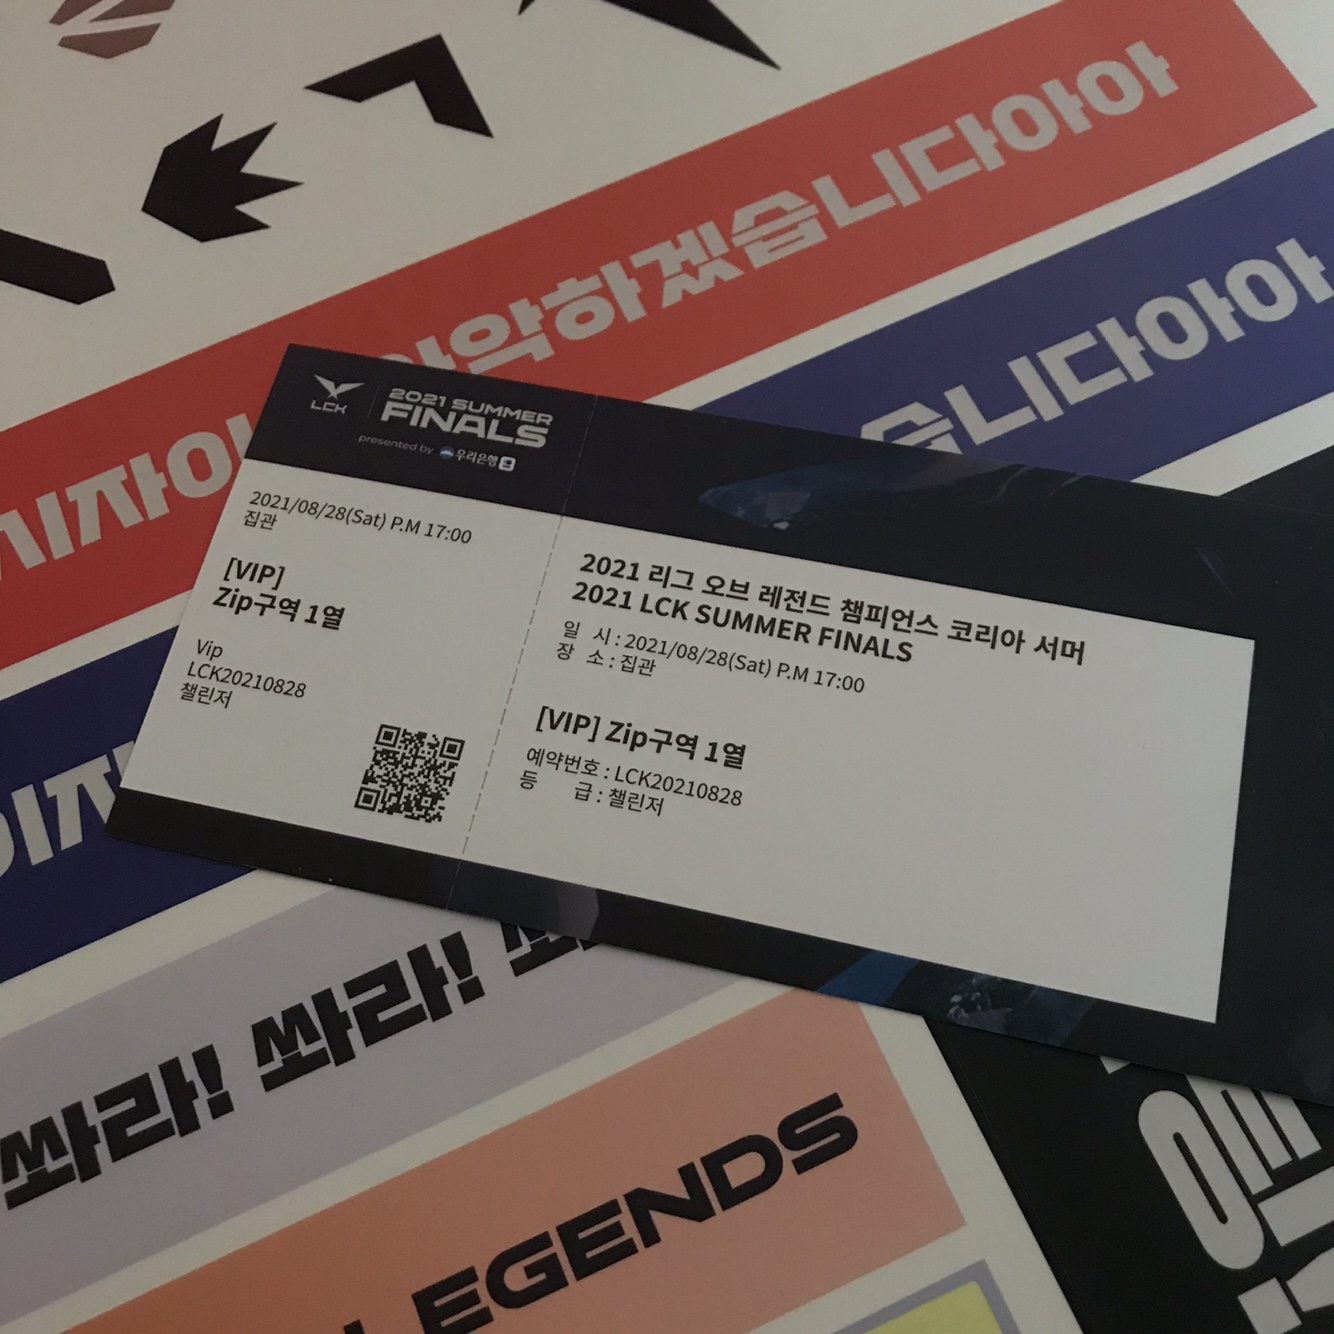 하겠습니다아아
습니다아아
LCK
2021 SUMMER
FINALS
presented by 우리은행
2021/08/28(Sat) P.M 17:00
집관
[VIP]
Zip구역 1열
Vip
LCK20210828
챌린저
2021 리그 오브 레전드 챔피언스 코리아 서머
2021 LCK SUMMER FINALS
일 시 : 2021/08/28(Sat) P.M 17:00
장 소 : 집관
[VIP] Zip구역 1열
예약번호 : LCK20210828
등 급 : 챌린저
쏴라! 쏴라!
LEGENDS